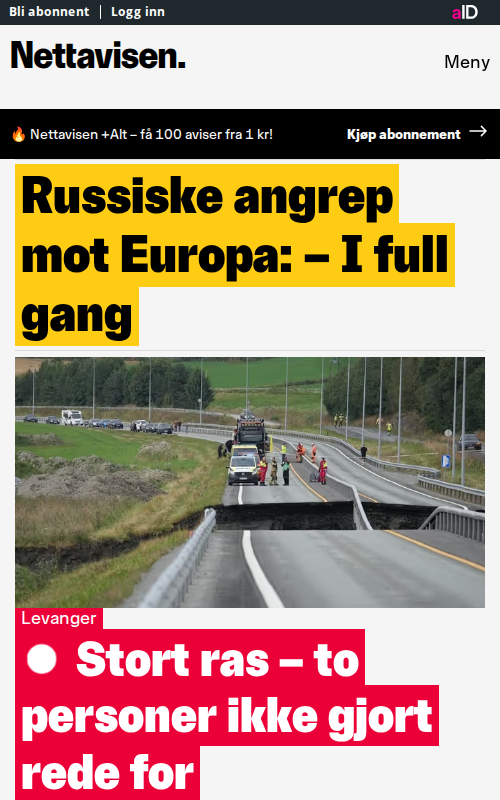 Bli abonnent | Logg inn
aID
Nettavisen.
Meny
🔥 Nettavisen +Alt – få 100 aviser fra 1 kr!
Kjøp abonnement →
Russiske angrep
mot Europa: – I full
gang
Levanger
Stort ras – to
personer ikke gjort
rede for